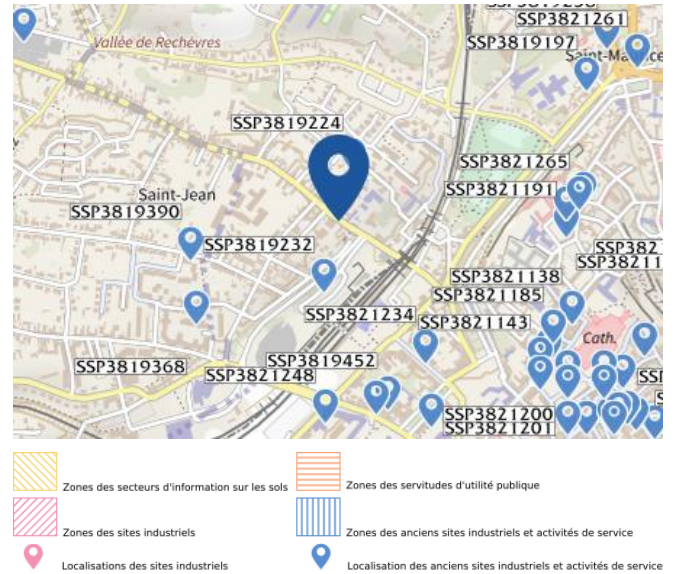 SSP3821261
Vallée de Rechèvres
SSP3819197
SSP3819224
SSP3821265
SSP3821191
Saint-Jean
SSP3819390
SSP3819232
SSP3821138
SSP3821185
SSP3821234
SSP3821143
Cath.
SSP3819452
SSP3819368
SSP3821248
SSP3821200
SSP3821201
Zones des secteurs d'information sur les sols
Zones des servitudes d'utilité publique
Zones des sites industriels
Zones des anciens sites industriels et activités de service
Localisations des sites industriels
Localisation des anciens sites industriels et activités de service